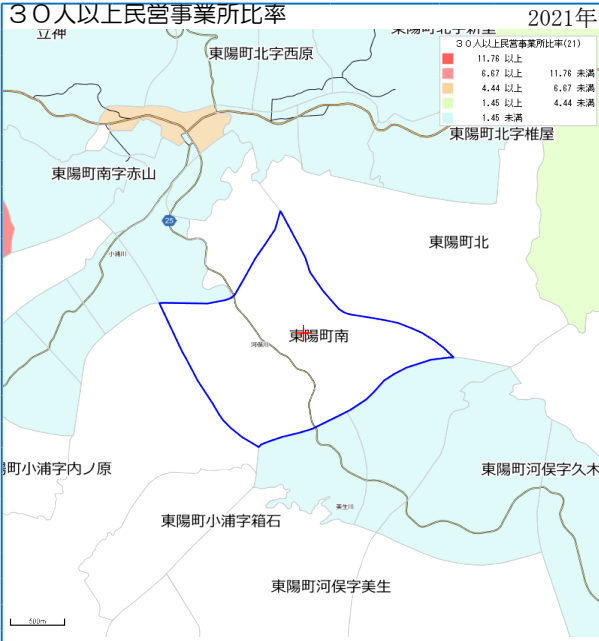 30人以上民営事業所比率
2021年
立神
東陽町北字新里
東陽町北字西原
30人以上民営事業所比率(21)
11.76 以上
6.67 以上 11.76 未満
4.44 以上 6.67 未満
1.45 以上 4.44 未満
1.45 未満
東陽町北字椎屋
東陽町南字赤山
25
東陽町北
小浦川
東陽町南
河俣川
陽町小浦字内ノ原
東陽町河俣字久木
美生川
東陽町小浦字箱石
東陽町河俣字美生
500m